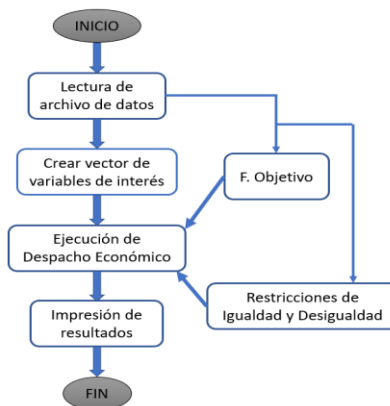 INICIO
Lectura de
archivo de datos
Crear vector de
variables de interés
F. Objetivo
Ejecución de
Despacho Económico
Restricciones de
Igualdad y Desigualdad
Impresión de
resultados
FIN